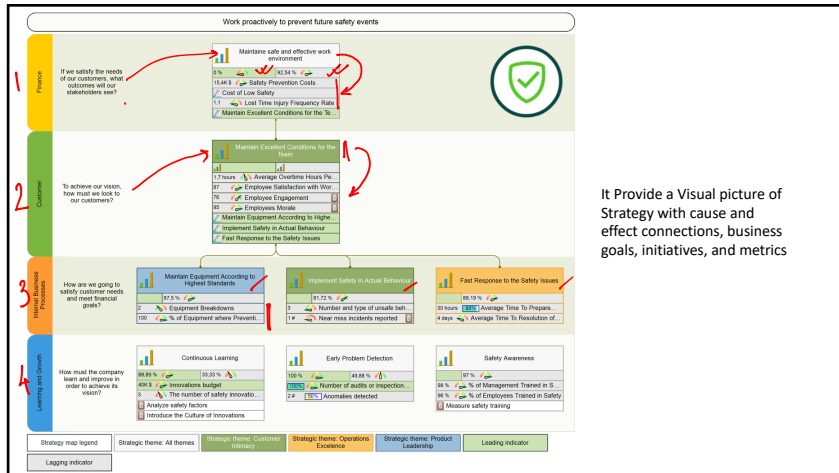 Work proactively to prevent future safety events
1
Finance
If we satisfy the needs
of our customers, what
outcomes will our
stakeholders see?
Maintaine safe and effective work
environment
0 % 92,54 %
15,4K $ Safety Prevention Costs
Cost of Low Safety
1,1 Lost Time Injury Frequency Rate
Maintain Excellent Conditions for the Te...
2
Customer
To achieve our vision,
how must we look to
our customers?
Maintain Excellent Conditions for the
Team
1,7 hours Average Overtime Hours Pe...
87 Employee Satisfaction with Wor...
76 Employee Engagement
95 Employees Morale
Maintain Equipment According to Highe...
Implement Safety in Actual Behaviour
Fast Response to the Safety Issues
It Provide a Visual picture of
Strategy with cause and
effect connections, business
goals, initiatives, and metrics
3
Internal Business
Processes
How are we going to
satisfy customer needs
and meet financial
goals?
Maintain Equipment According to
Highest Standards
87,5 %
2 Equipment Breakdowns
100 % of Equipment where Preventi...
Implement Safety in Actual Behaviour
81,72 %
3 Number and type of unsafe beh...
1 # Near miss incidents reported
Fast Response to the Safety Issues
88,19 %
30 hours 88% Average Time To Prepare...
4 days Average Time To Resolution of...
4
Learning and Growth
How must the company
learn and improve in
order to achieve its
vision?
Continuous Learning
88,89 % 33,33 %
40K $ Innovations budget
3 The number of safety innovatio...
Analyze safety factors
Introduce the Culture of Innovations
Early Problem Detection
100 % 49,88 %
100% Number of audits or inspection...
2 # 50% Anomalies detected
Safety Awareness
97 %
98 % % of Management Trained in S...
96 % % of Employees Trained in Safety
Measure safety training
Strategy map legend
Strategic theme: All themes
Strategic theme: Customer
Intimacy
Strategic theme: Operations
Excelence
Strategic theme: Product
Leadership
Leading indicator
Lagging indicator